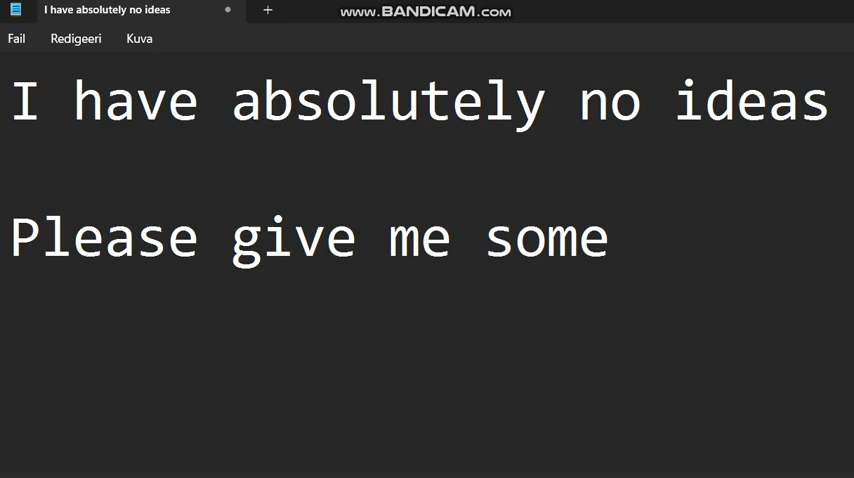 I have absolutely no ideas
www.BANDICAM.com
Fail Redigeeri Kuva
I have absolutely no ideas
Please give me some